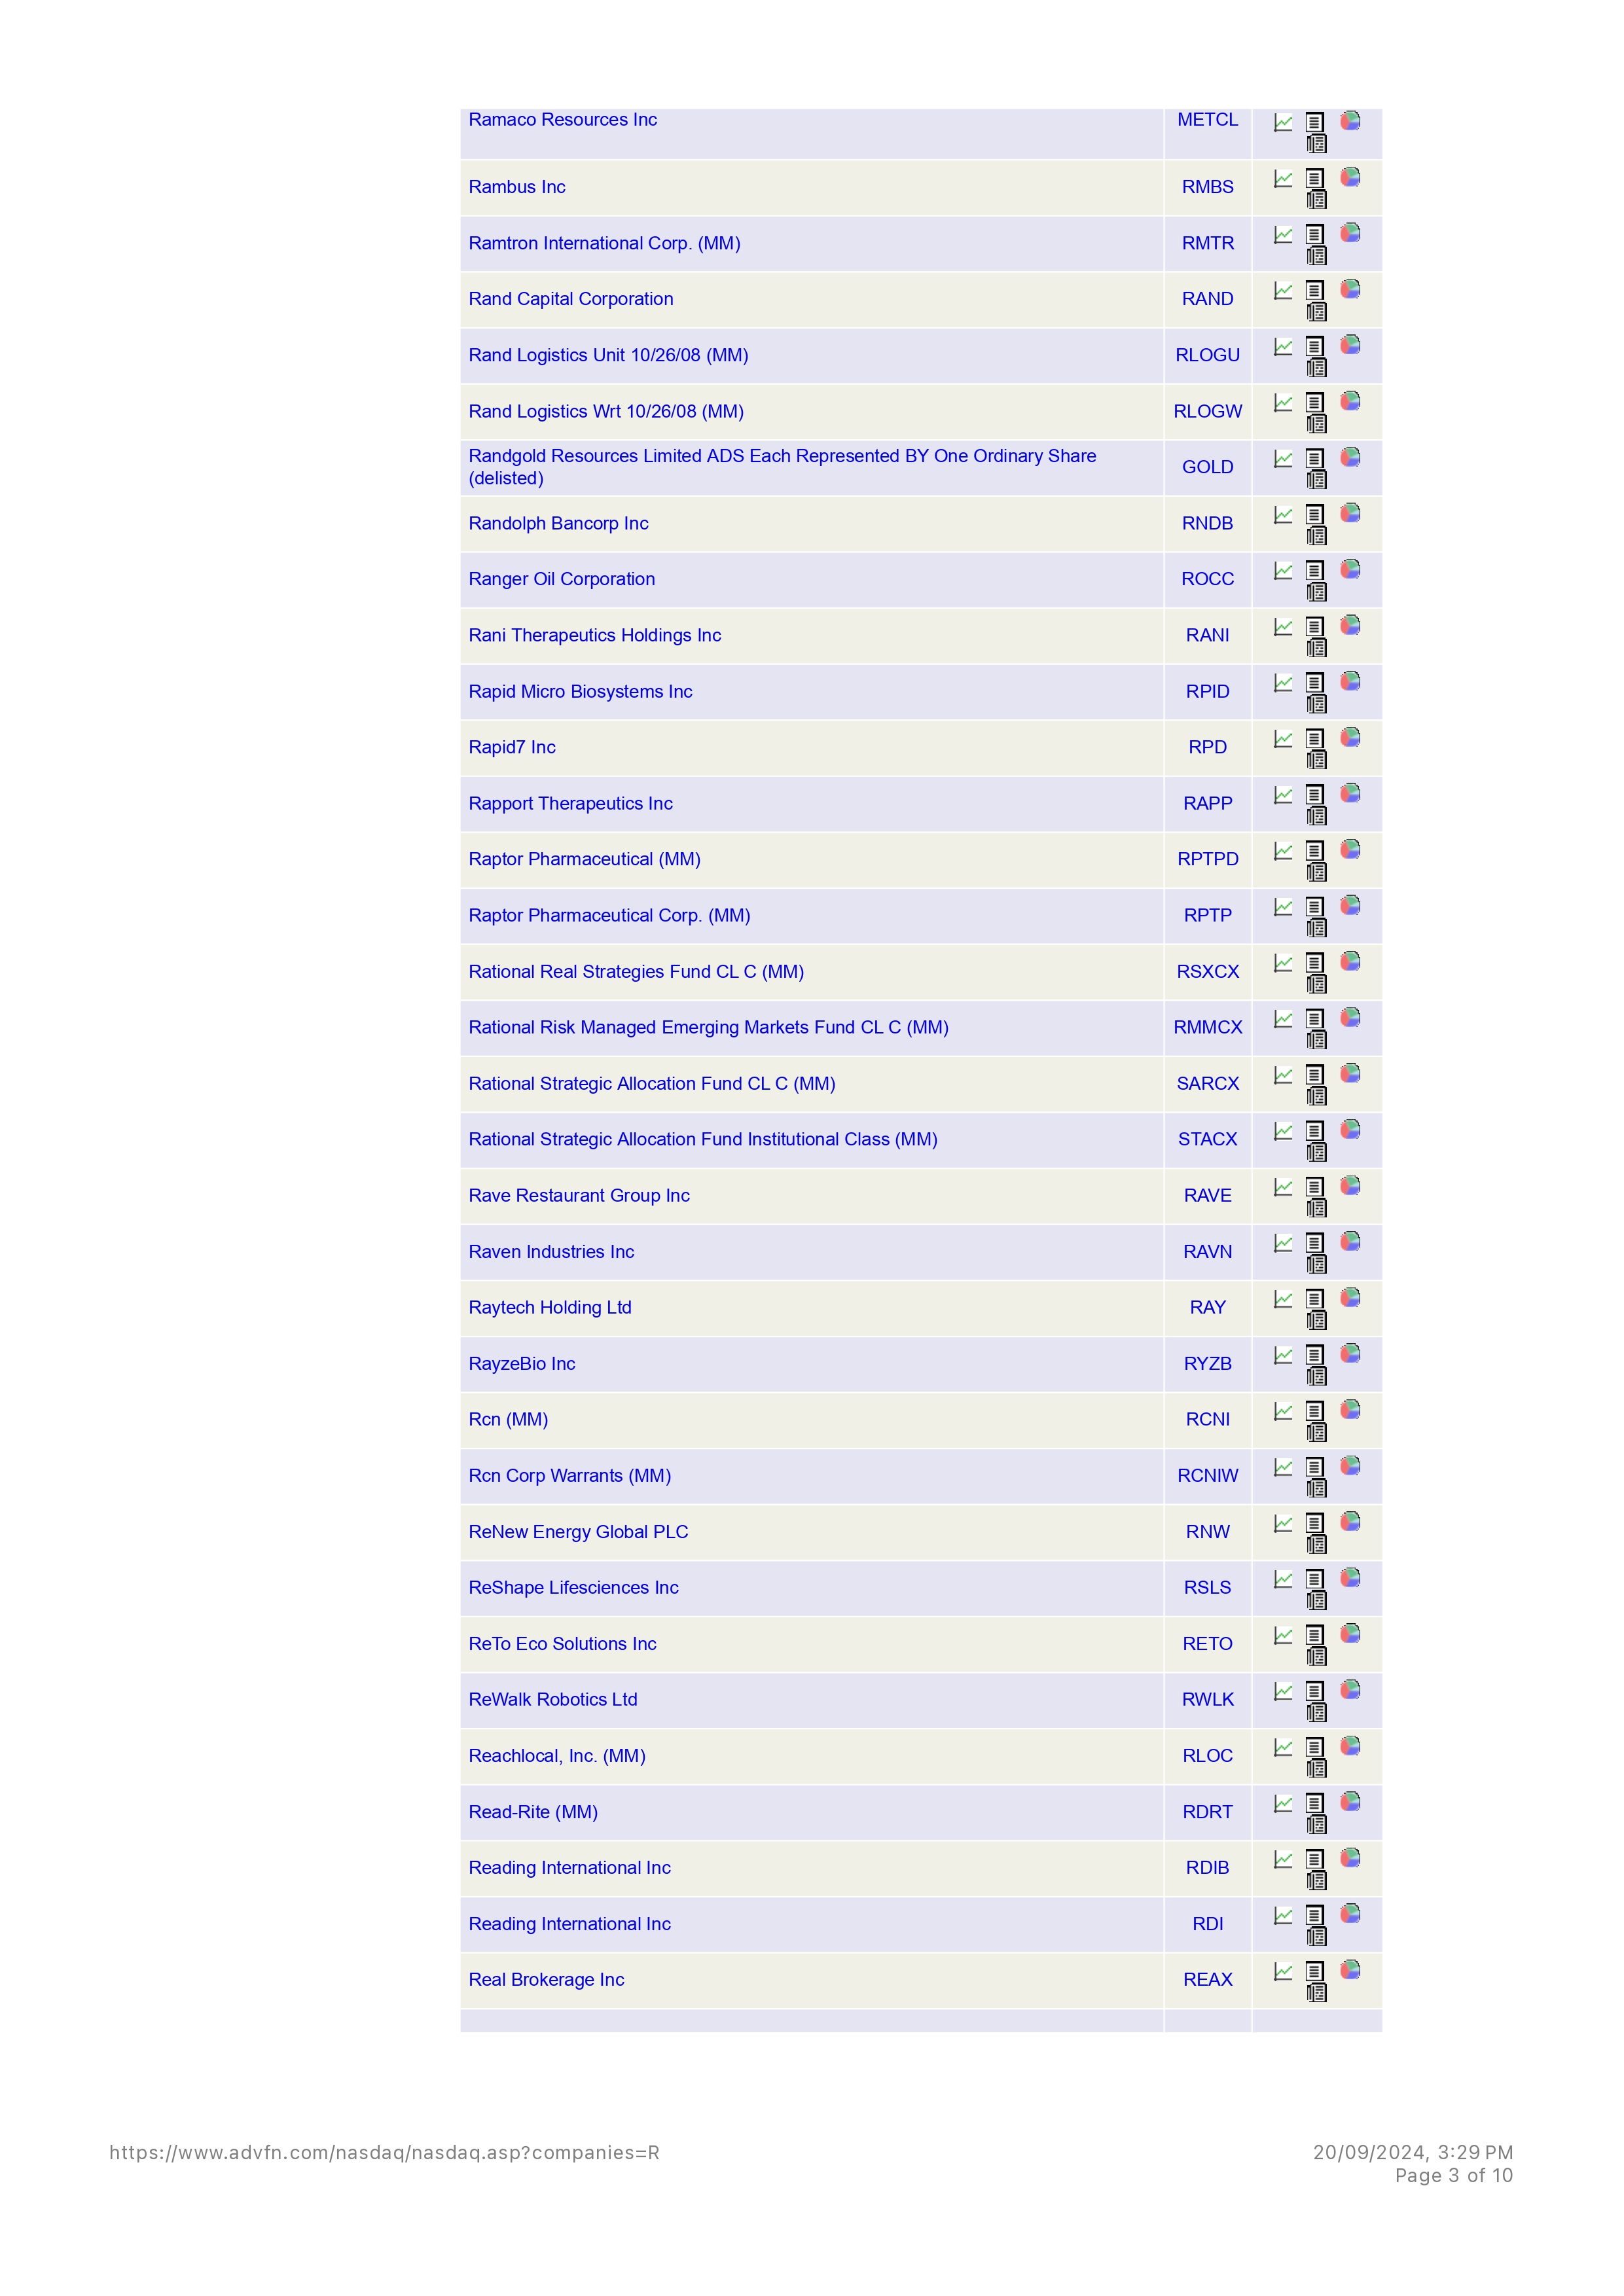 Ramaco Resources Inc METCL
Rambus Inc RMBS
Ramtron International Corp. (MM) RMTR
Rand Capital Corporation RAND
Rand Logistics Unit 10/26/08 (MM) RLOGU
Rand Logistics Wrt 10/26/08 (MM) RLOGW
Randgold Resources Limited ADS Each Represented BY One Ordinary Share
(delisted) GOLD
Randolph Bancorp Inc RNDB
Ranger Oil Corporation ROCC
Rani Therapeutics Holdings Inc RANI
Rapid Micro Biosystems Inc RPID
Rapid7 Inc RPD
Rapport Therapeutics Inc RAPP
Raptor Pharmaceutical (MM) RPTPD
Raptor Pharmaceutical Corp. (MM) RPTP
Rational Real Strategies Fund CL C (MM) RSXCX
Rational Risk Managed Emerging Markets Fund CL C (MM) RMMCX
Rational Strategic Allocation Fund CL C (MM) SARCX
Rational Strategic Allocation Fund Institutional Class (MM) STACX
Rave Restaurant Group Inc RAVE
Raven Industries Inc RAVN
Raytech Holding Ltd RAY
RayzeBio Inc RYZB
Rcn (MM) RCNI
Rcn Corp Warrants (MM) RCNIW
ReNew Energy Global PLC RNW
ReShape Lifesciences Inc RSLS
ReTo Eco Solutions Inc RETO
ReWalk Robotics Ltd RWLK
Reachlocal, Inc. (MM) RLOC
Read-Rite (MM) RDRT
Reading International Inc RDIB
Reading International Inc RDI
Real Brokerage Inc REAX
https://www.advfn.com/nasdaq/nasdaq.asp?companies=R 20/09/2024, 3:29 PM
Page 3 of 10